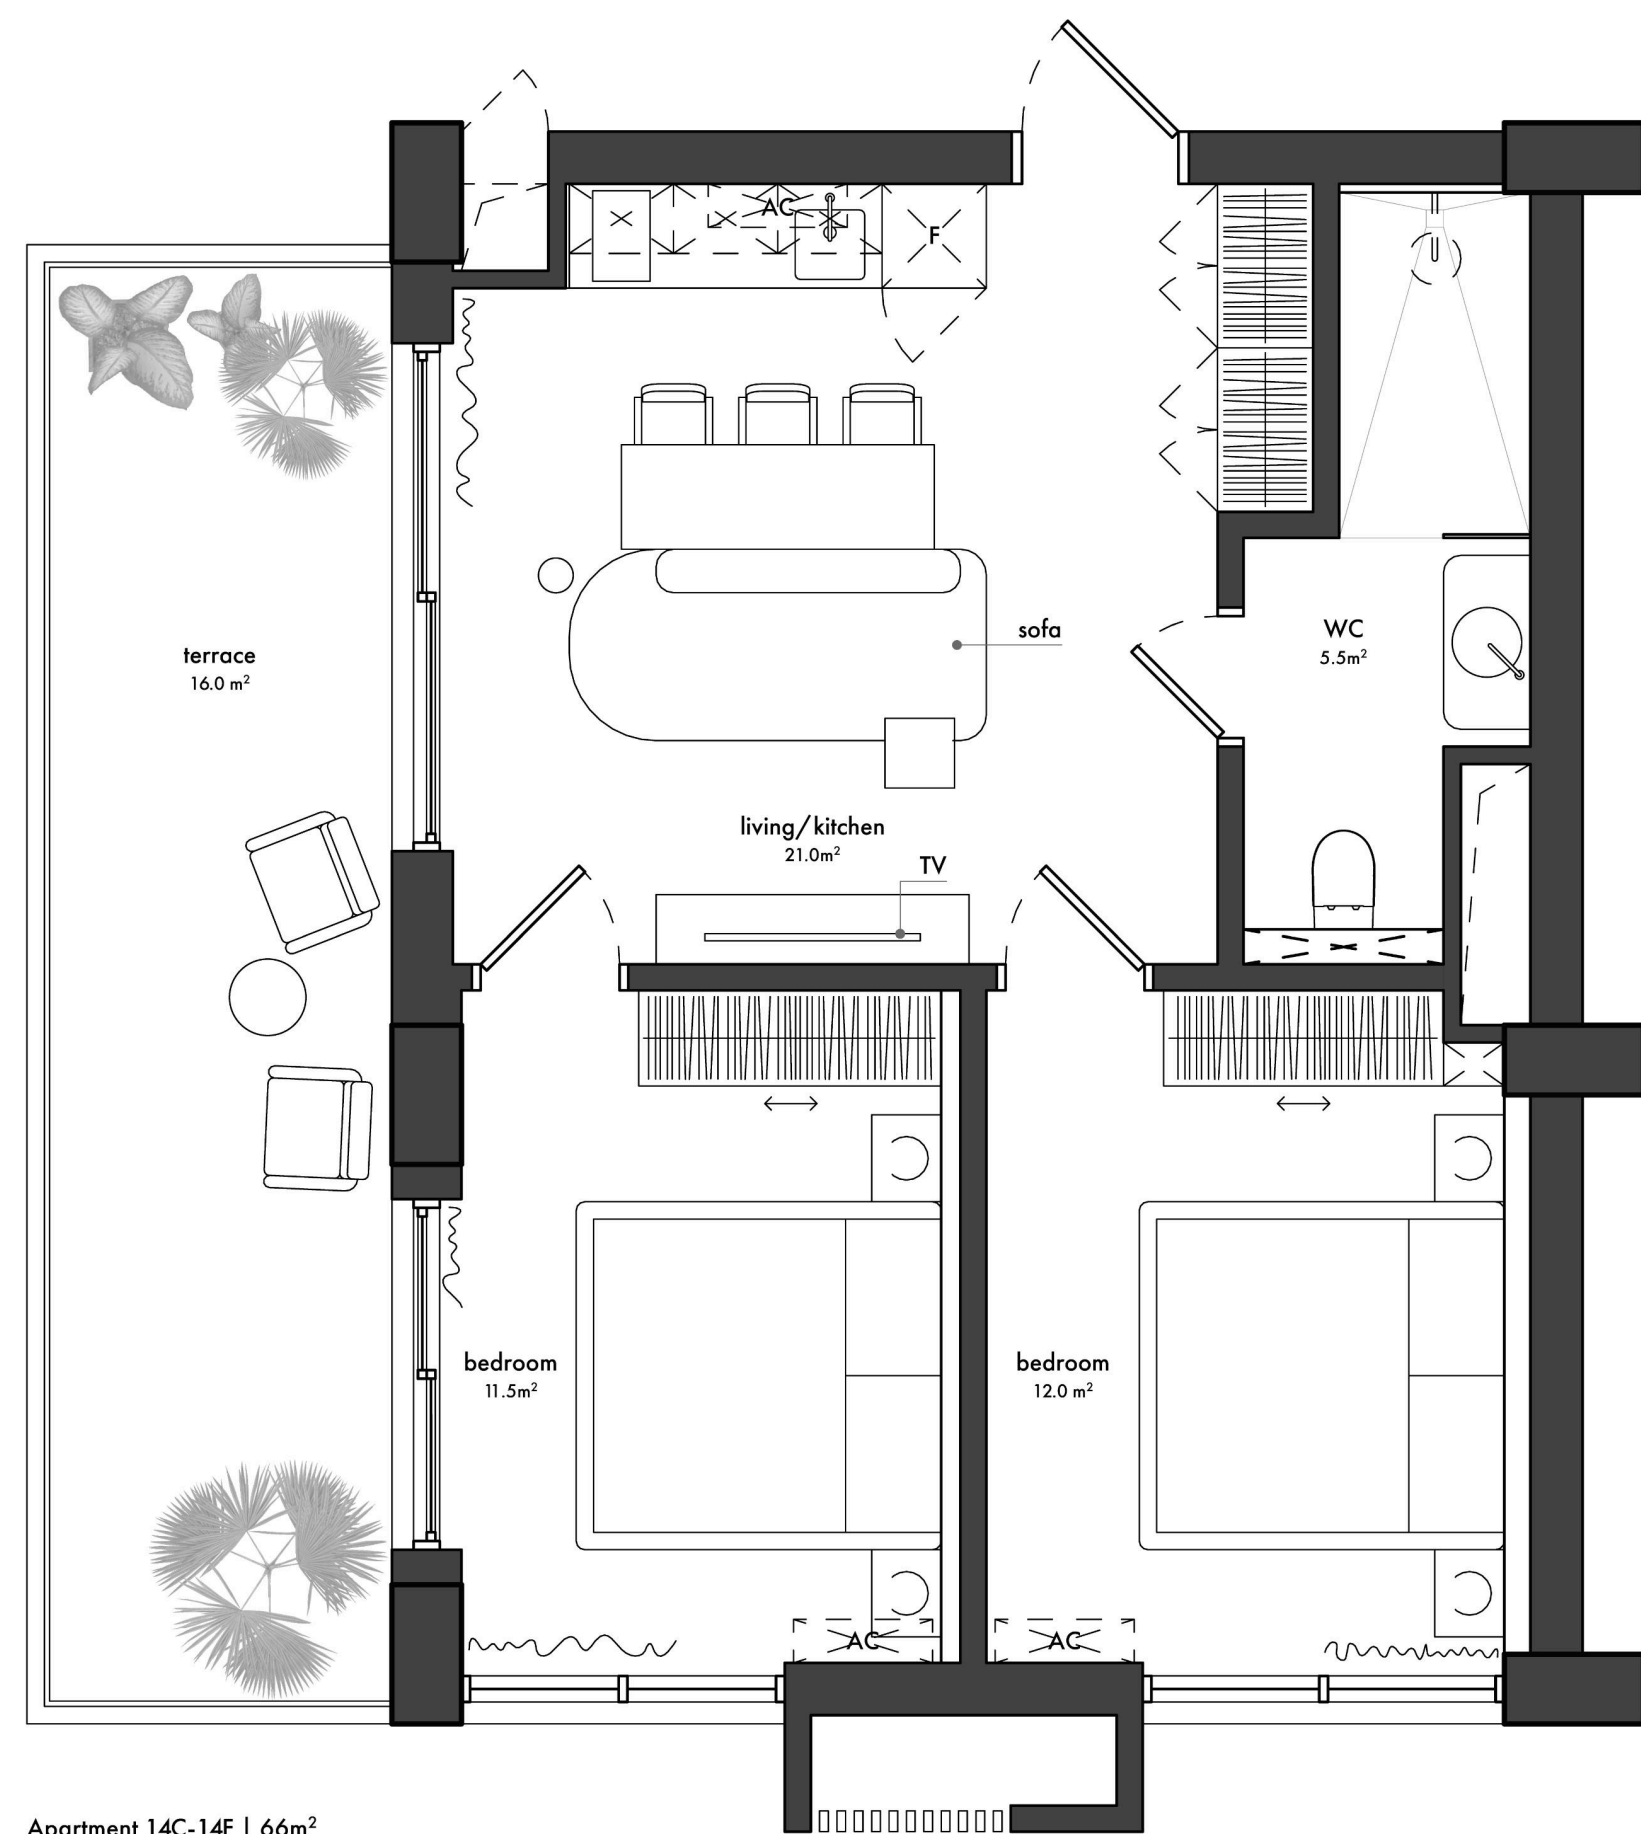 AC
F
terrace
16.0 m²
sofa
WC
5.5m²
living/kitchen
21.0m²
TV
bedroom
11.5m²
bedroom
12.0 m²
AC
AC
Apartment 14C-14F | 66m²